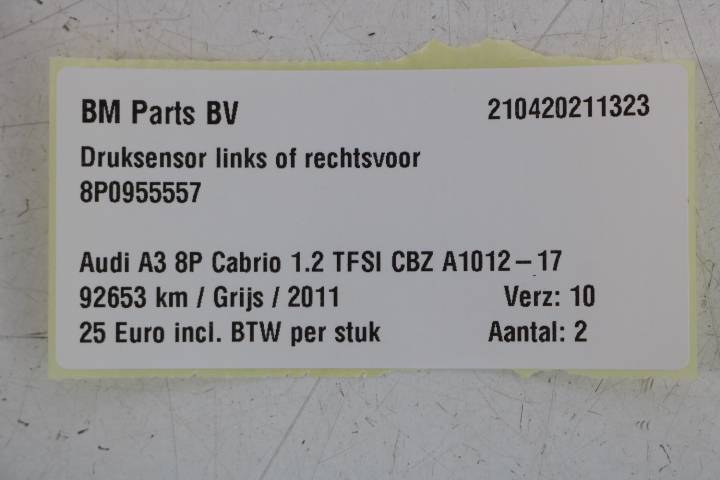 BM Parts BV 210420211323
Druksensor links of rechtsvoor
8P0955557
Audi A3 8P Cabrio 1.2 TFSI CBZ A1012-17
92653 km / Grijs / 2011 Verz: 10
25 Euro incl. BTW per stuk Aantal: 2